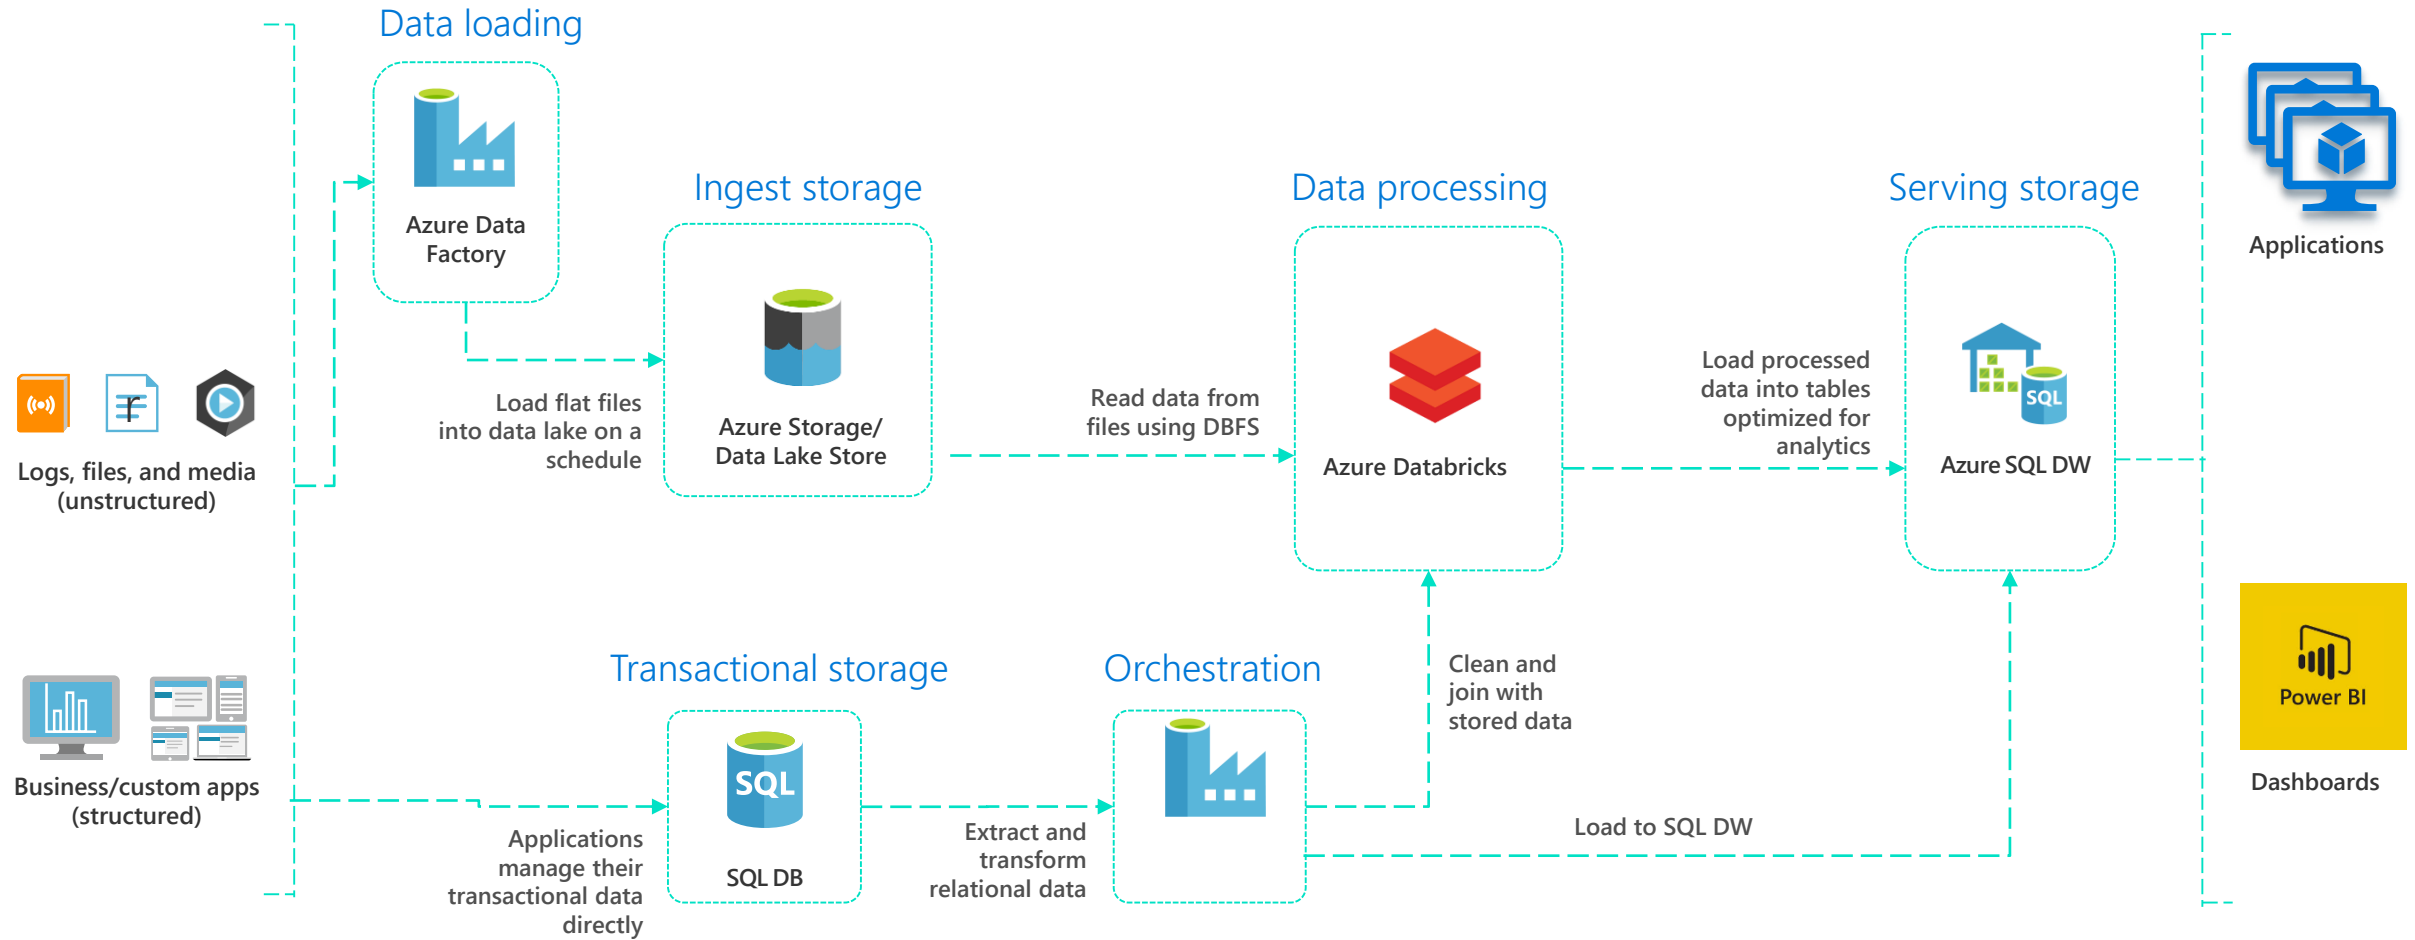 Data loading
Azure Data
Factory
Ingest storage
Azure Storage/
Data Lake Store
Data processing
Azure Databricks
Serving storage
SQL
Azure SQL DW
Applications
Logs, files, and media
(unstructured)
r
Load flat files
into data lake on a
schedule
Read data from
files using DBFS
Load processed
data into tables
optimized for
analytics
Business/custom apps
(structured)
Applications
manage their
transactional data
directly
Transactional storage
SQL
SQL DB
Extract and
transform
relational data
Orchestration
Clean and
join with
stored data
Load to SQL DW
Power BI
Dashboards